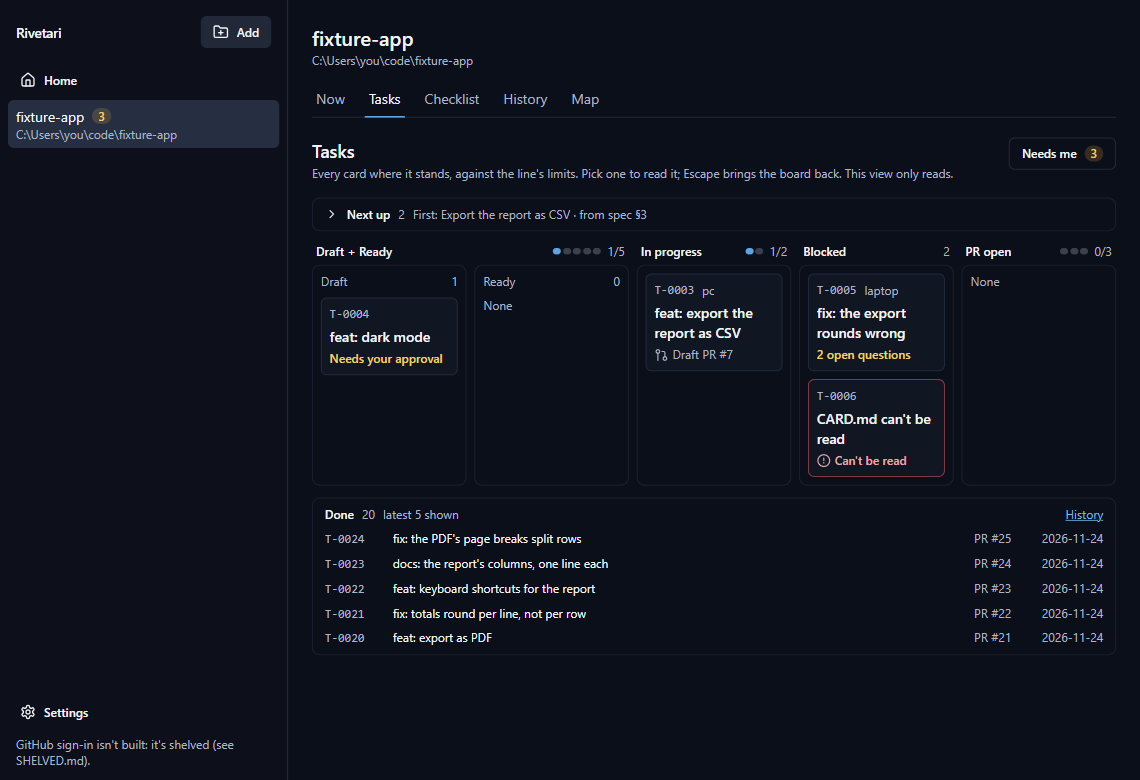 Rivetari
Add
Home
fixture-app 3
C:\Users\you\code\fixture-app
Settings
GitHub sign-in isn't built: it's shelved (see
SHELVED.md).
fixture-app
C:\Users\you\code\fixture-app
Now Tasks Checklist History Map
Tasks
Every card where it stands, against the line's limits. Pick one to read it; Escape brings the board back. This view only reads.
Needs me 3
Next up 2 First: Export the report as CSV · from spec §3
Draft + Ready 1/5
Draft 1
T-0004
feat: dark mode
Needs your approval
Ready 0
None
In progress 1/2
T-0003 pc
feat: export the
report as CSV
Draft PR #7
Blocked 2
T-0005 laptop
fix: the export
rounds wrong
2 open questions
T-0006
CARD.md can't be
read
Can't be read
PR open 0/3
None
Done 20 latest 5 shown History
T-0024 fix: the PDF's page breaks split rows PR #25 2026-11-24
T-0023 docs: the report's columns, one line each PR #24 2026-11-24
T-0022 feat: keyboard shortcuts for the report PR #23 2026-11-24
T-0021 fix: totals round per line, not per row PR #22 2026-11-24
T-0020 feat: export as PDF PR #21 2026-11-24